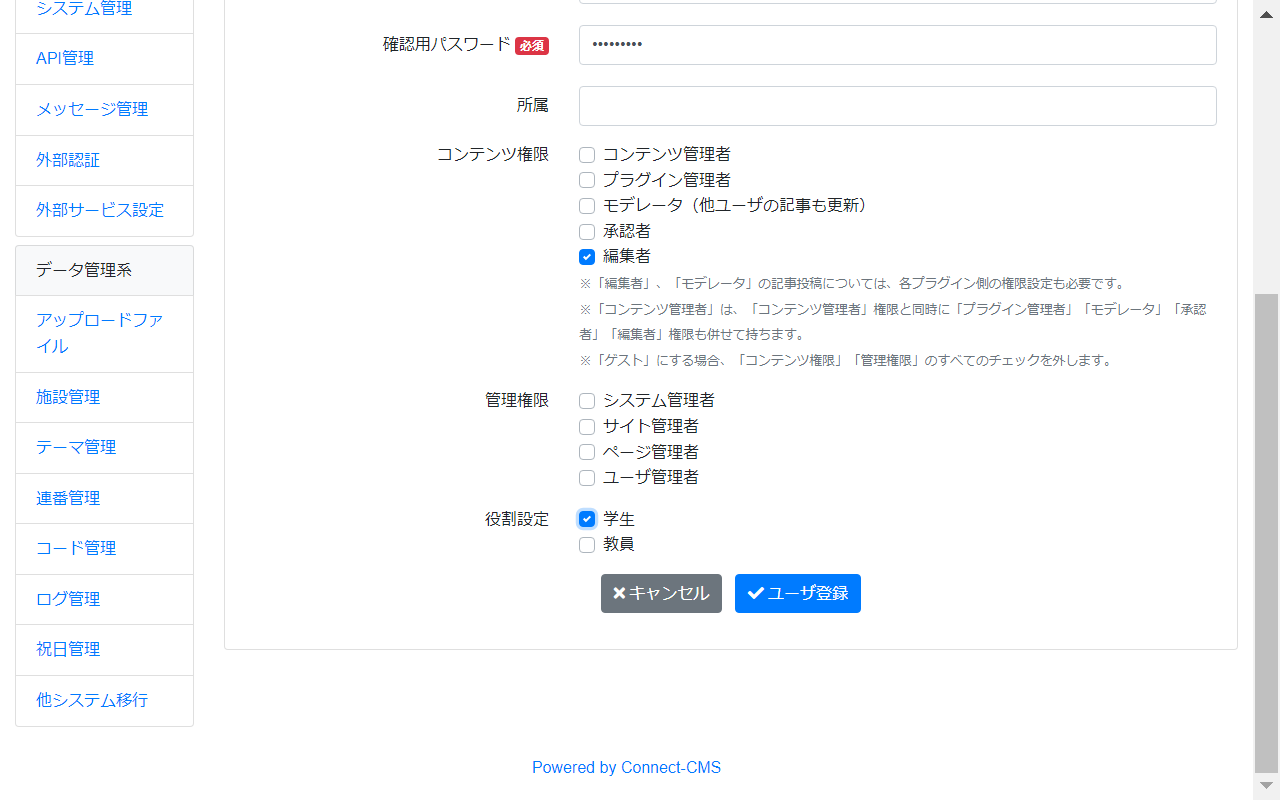 システム管理
API管理
メッセージ管理
外部認証
外部サービス設定
データ管理系
アップロードファ
イル
施設管理
テーマ管理
連番管理
コード管理
ログ管理
祝日管理
他システム移行
確認用パスワード 必須
•••••••••
所属
コンテンツ権限
コンテンツ管理者
プラグイン管理者
モデレータ（他ユーザの記事も更新）
承認者
編集者
※「編集者」、「モデレータ」の記事投稿については、各プラグイン側の権限設定も必要です。
※「コンテンツ管理者」は、「コンテンツ管理者」権限と同時に「プラグイン管理者」「モデレータ」「承認
者」「編集者」権限も併せて持ちます。
※「ゲスト」にする場合、「コンテンツ権限」「管理権限」のすべてのチェックを外します。
管理権限
システム管理者
サイト管理者
ページ管理者
ユーザ管理者
役割設定
学生
教員
キャンセル ユーザ登録
Powered by Connect-CMS